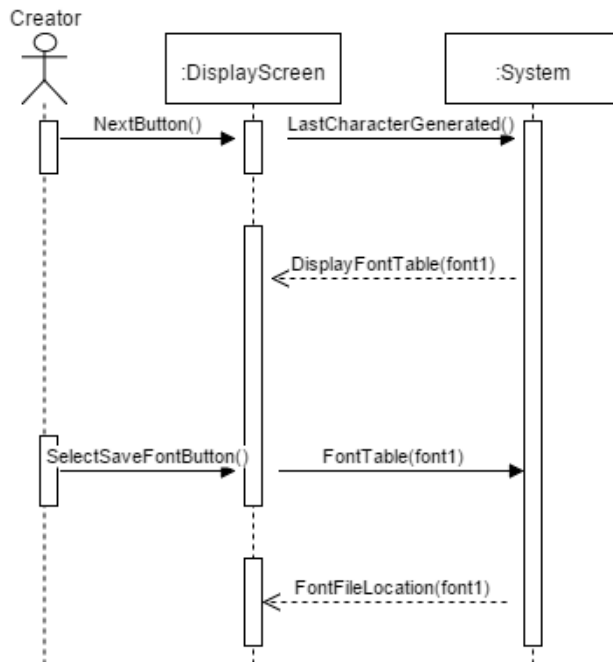 Creator
:DisplayScreen
:System
NextButton()
LastCharacterGenerated()
DisplayFontTable(font1)
SelectSaveFontButton()
FontTable(font1)
FontFileLocation(font1)